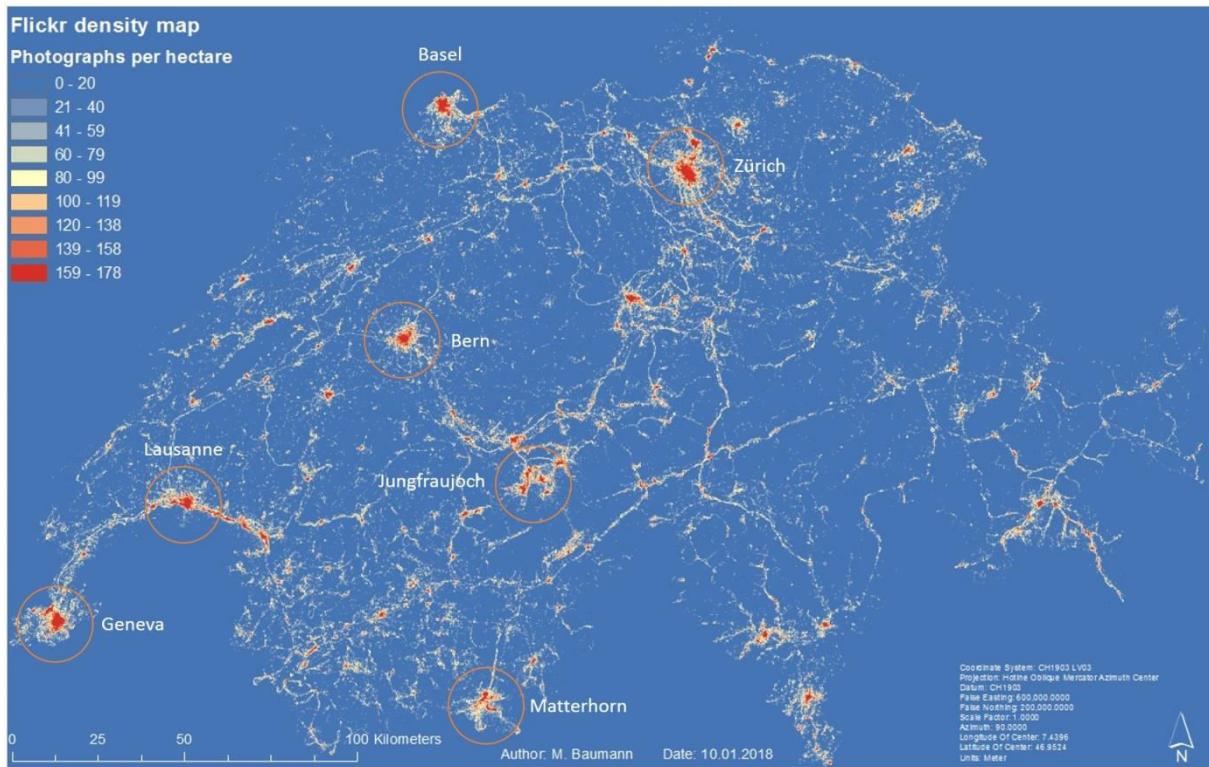 Flickr density map
Photographs per hectare
0 - 20
21 - 40
41 - 59
60 - 79
80 - 99
100 - 119
120 - 138
139 - 158
159 - 178
Basel
Zürich
Bern
Lausanne
Jungfraujoch
Geneva
Matterhorn
0 25 50 100 Kilometers
Author: M. Baumann Date: 10.01.2018
Coordinate System: CH1903 LV03
Projection: Hotine Oblique Mercator Azimuth Center
Datum: CH1903
False Easting: 600,000.0000
False Northing: 200,000.0000
Scale Factor: 1.0000
Azimuth: 90.0000
Longitude Of Center: 7.4396
Latitude Of Center: 46.9524
Units: Meter
N